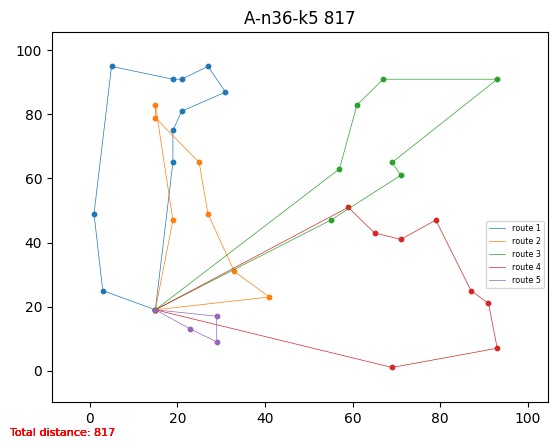 A-n36-k5 817
100
80
60
40
20
0
route 1
route 2
route 3
route 4
route 5
0 20 40 60 80 100
Total distance: 817